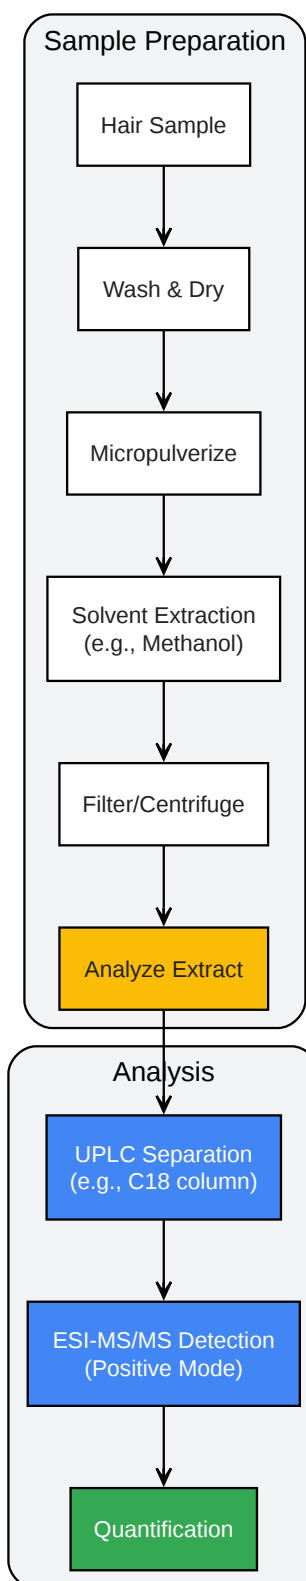 Sample Preparation
Hair Sample
Wash & Dry
Micropulverize
Solvent Extraction
(e.g., Methanol)
Filter/Centrifuge
Analyze Extract
Analysis
UPLC Separation
(e.g., C18 column)
ESI-MS/MS Detection
(Positive Mode)
Quantification